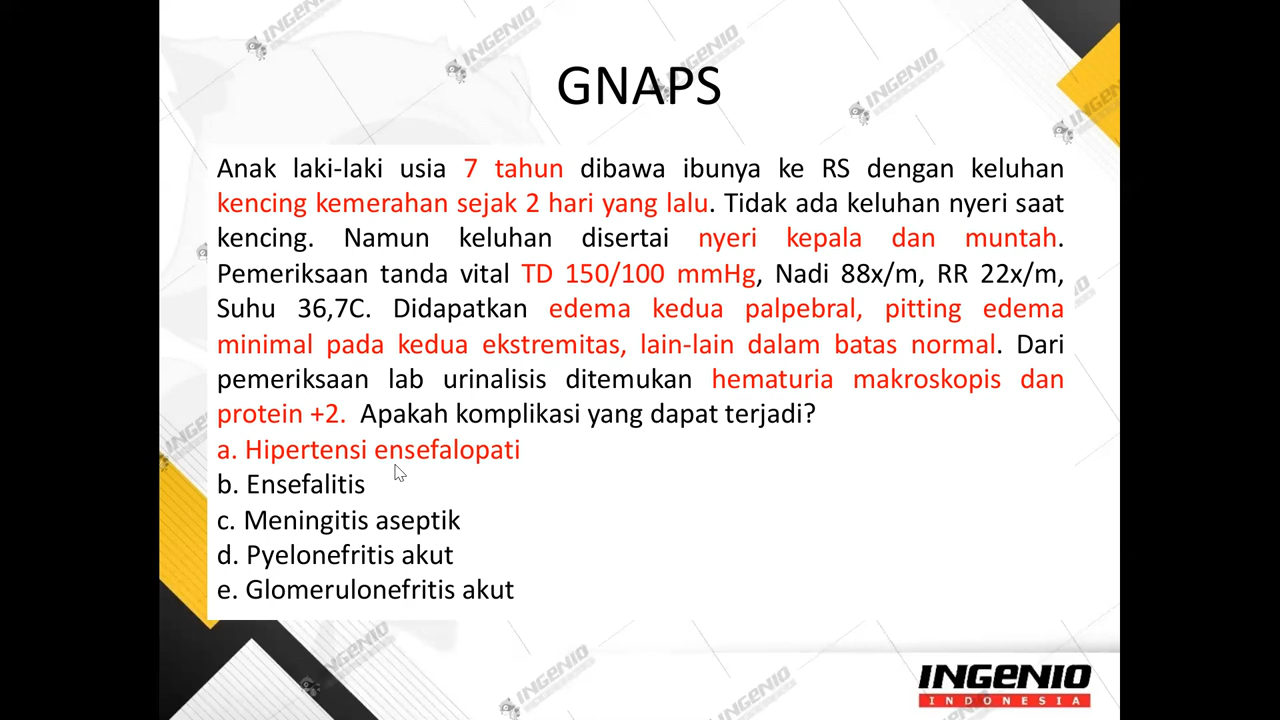 GNAPS
Anak laki-laki usia 7 tahun dibawa ibunya ke RS dengan keluhan
kencing kemerahan sejak 2 hari yang lalu. Tidak ada keluhan nyeri saat
kencing. Namun keluhan disertai nyeri kepala dan muntah.
Pemeriksaan tanda vital TD 150/100 mmHg, Nadi 88x/m, RR 22x/m,
Suhu 36,7C. Didapatkan edema kedua palpebral, pitting edema
minimal pada kedua ekstremitas, lain-lain dalam batas normal. Dari
pemeriksaan lab urinalisis ditemukan hematuria makroskopis dan
protein +2. Apakah komplikasi yang dapat terjadi?
a. Hipertensi ensefalopati
b. Ensefalitis
c. Meningitis aseptik
d. Pyelonefritis akut
e. Glomerulonefritis akut
INGENIO
INDONESIA